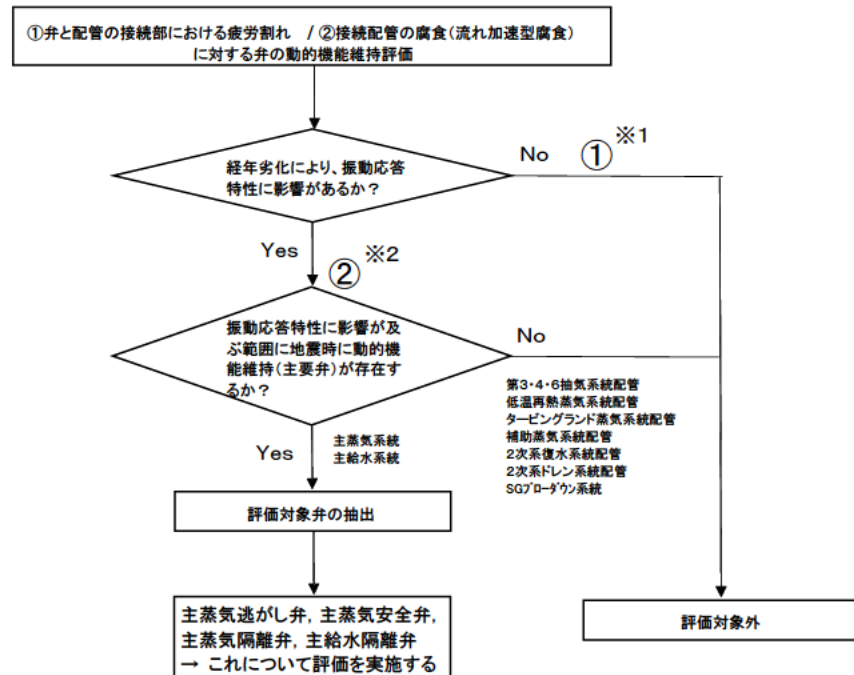 ①弁と配管の接続部における疲労割れ /②接続配管の腐食(流れ加速型腐食)
に対する弁の動的機能維持評価
経年劣化により、振動応答
特性に影響があるか?
No ①※1
Yes
②※2
振動応答特性に影響が及
ぶ範囲に地震時に動的機
能維持(主要弁)が存在す
るか?
No
第3・4・6抽気系統配管
低温再熱蒸気系統配管
タービングランド蒸気系統配管
補助蒸気系統配管
2次系復水系統配管
2次系ドレン系統配管
SGブローダウン系統
Yes
主蒸気系統
主給水系統
評価対象弁の抽出
主蒸気逃がし弁, 主蒸気安全弁,
主蒸気隔離弁, 主給水隔離弁
→ これについて評価を実施する
評価対象外